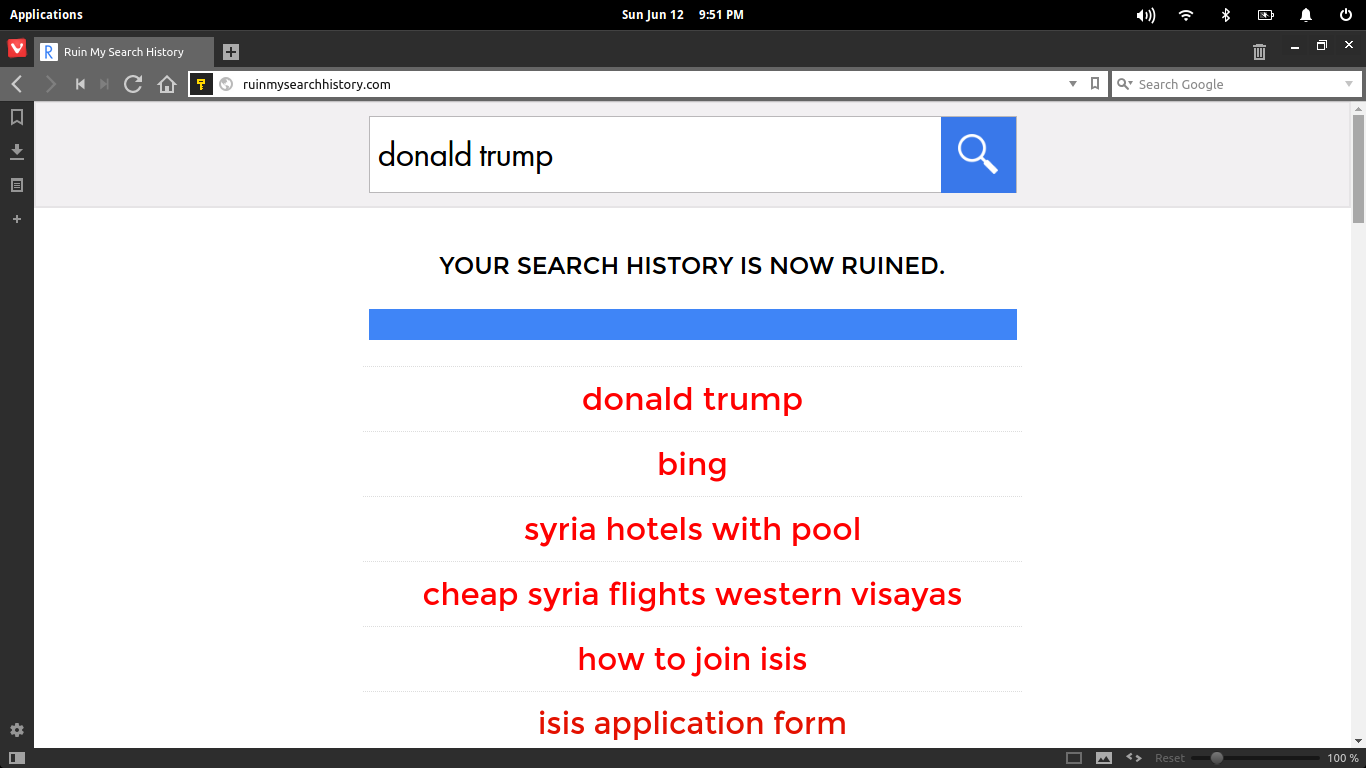 Applications
Sun Jun 12 9:51 PM
Ruin My Search History
ruinmysearchhistory.com
Search Google
donald trump
YOUR SEARCH HISTORY IS NOW RUINED.
donald trump
bing
syria hotels with pool
cheap syria flights western visayas
how to join isis
isis application form
Reset
100 %